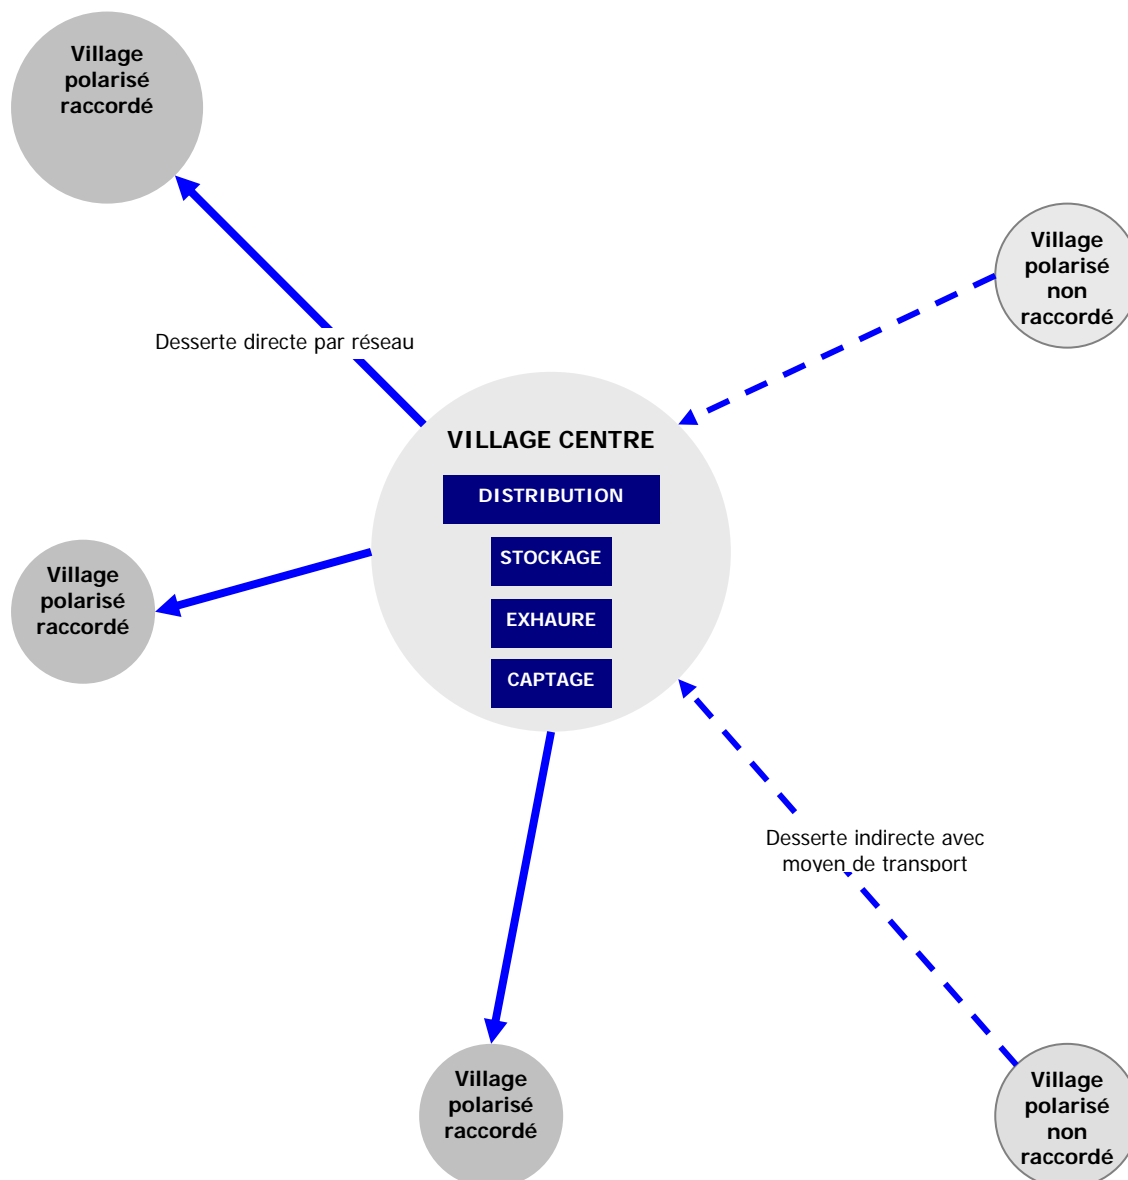 Village
polarisé
raccordé
Village
polarisé
non
raccordé
Desserte directe par réseau
VILLAGE CENTRE
DISTRIBUTION
STOCKAGE
EXHAURE
CAPTAGE
Village
polarisé
raccordé
Desserte indirecte avec
moyen de transport
Village
polarisé
raccordé
Village
polarisé
non
raccordé